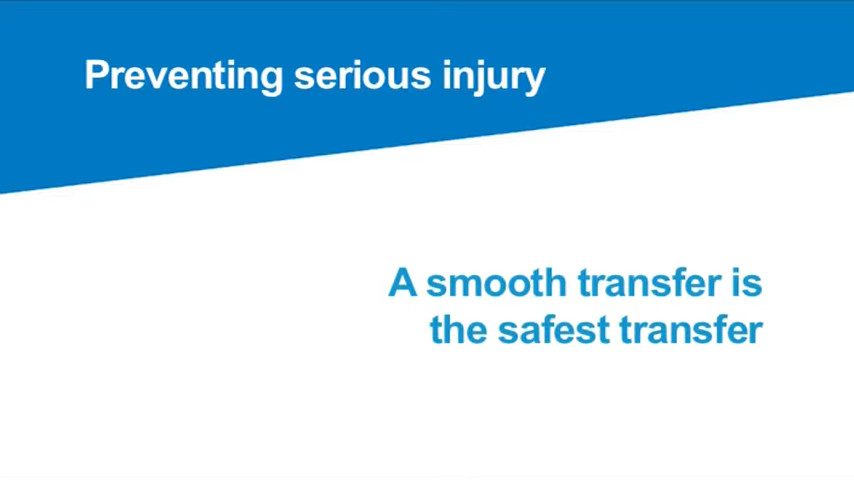 Preventing serious injury
A smooth transfer is
the safest transfer